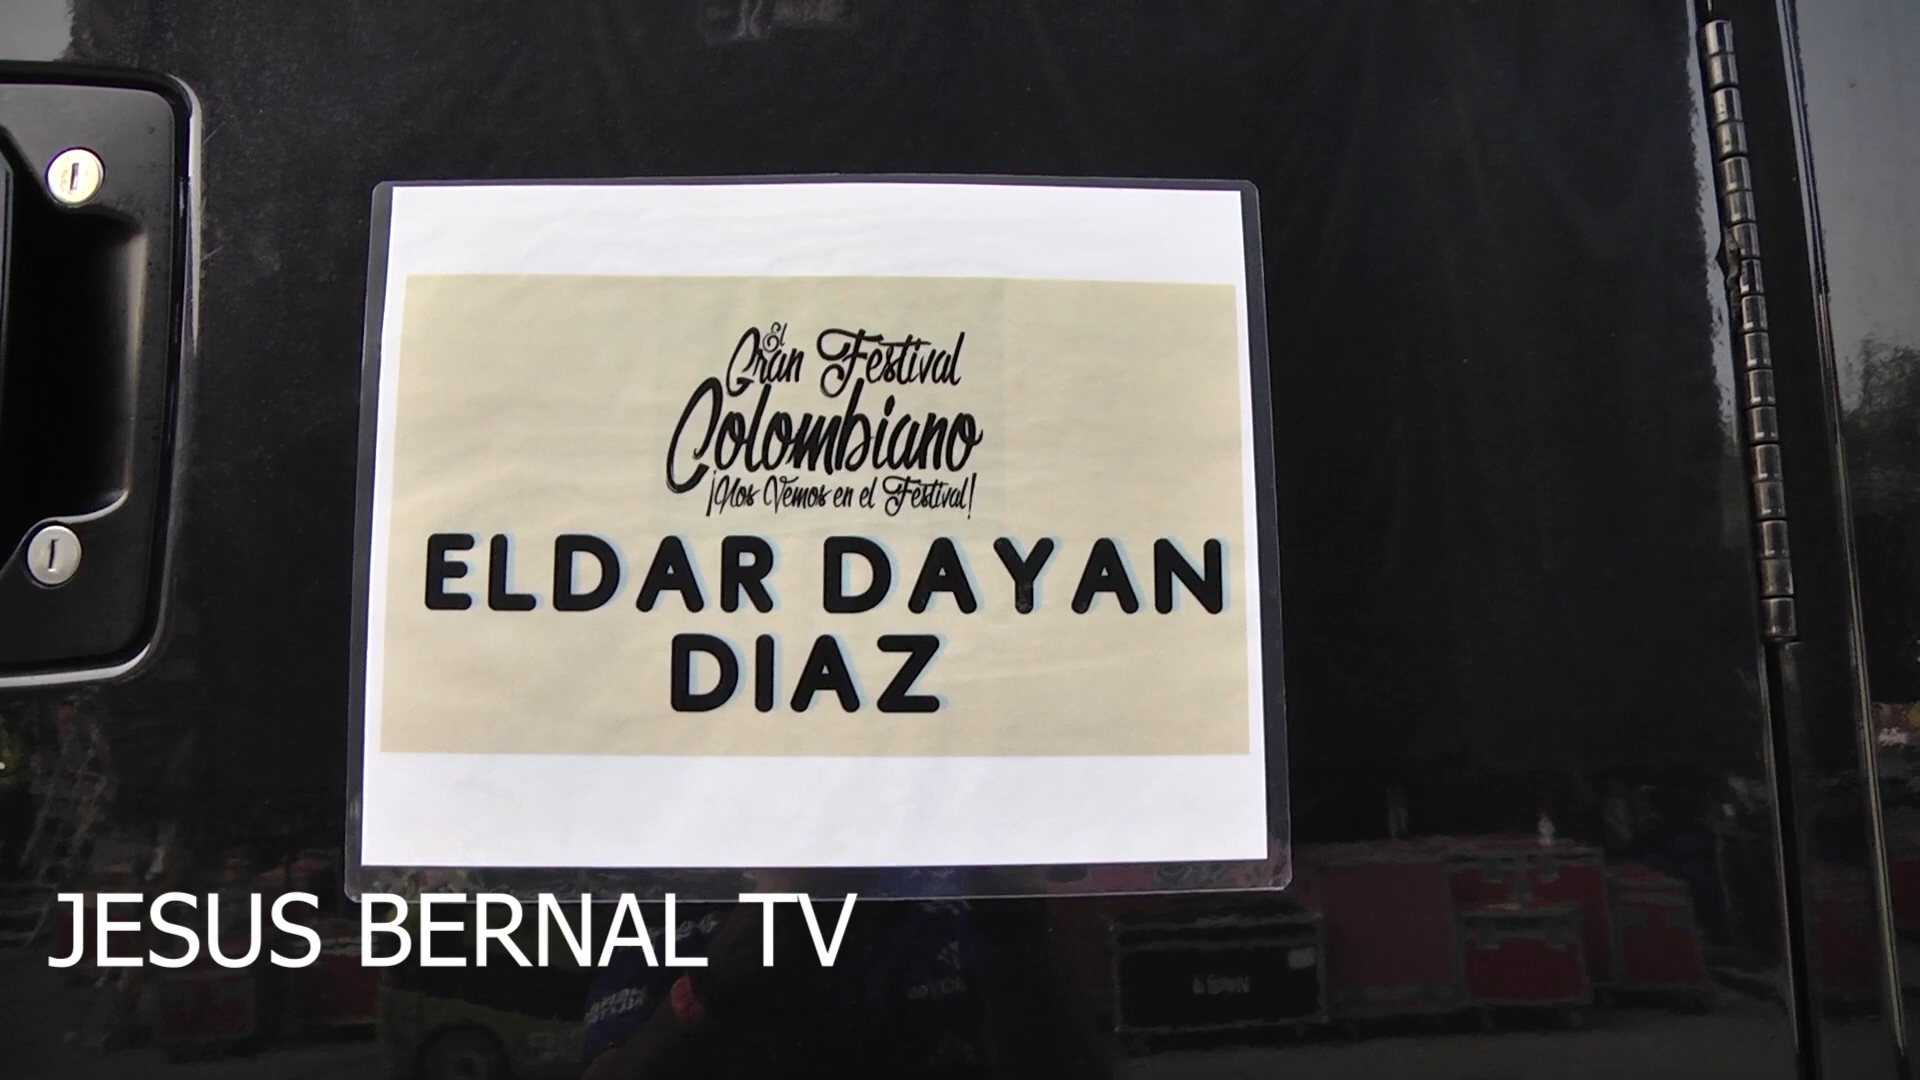 El
Gran Festival
Colombiano
¡Nos Vemos en el Festival!
ELDAR DAYAN
DIAZ
JESUS BERNAL TV